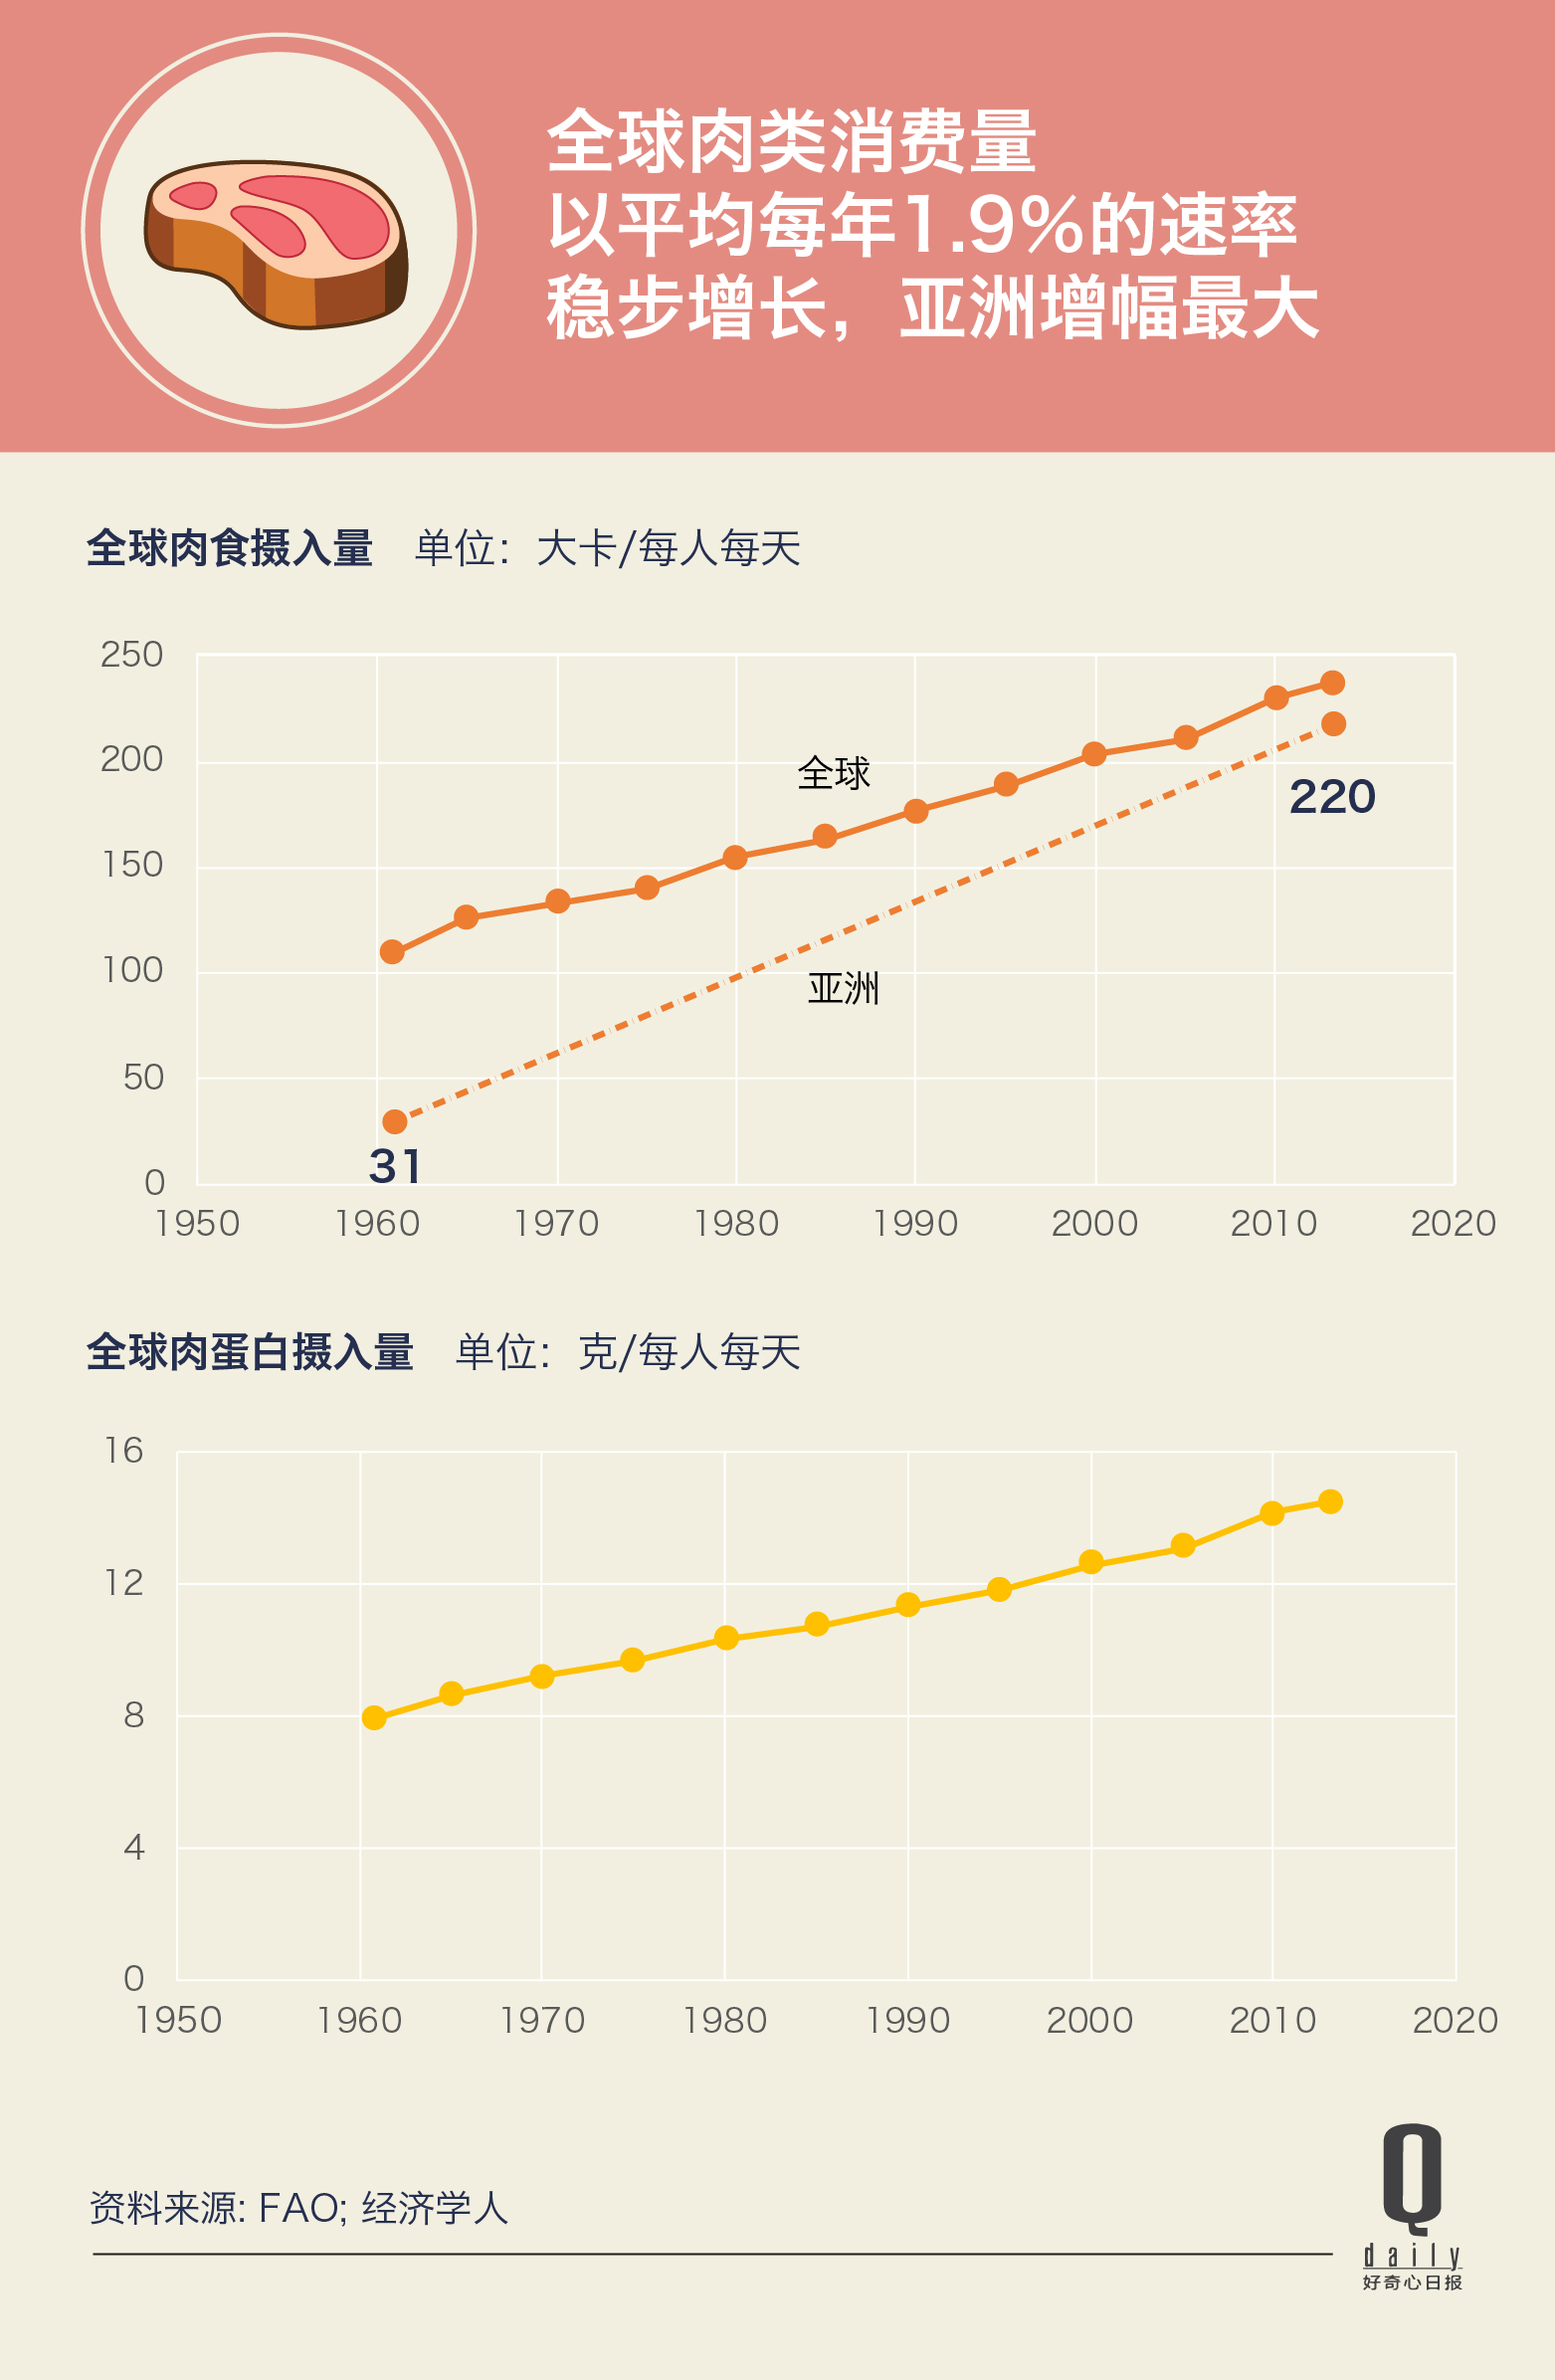 全球肉类消费量
以平均每年1.9%的速率
稳步增长，亚洲增幅最大
全球肉食摄入量 单位：大卡/每人每天
250
200
150
100
50
0
全球
亚洲
220
31
1950 1960 1970 1980 1990 2000 2010 2020
全球肉蛋白摄入量 单位：克/每人每天
16
12
8
4
0
1950 1960 1970 1980 1990 2000 2010 2020
资料来源: FAO; 经济学人
Q
daily
好奇心日报